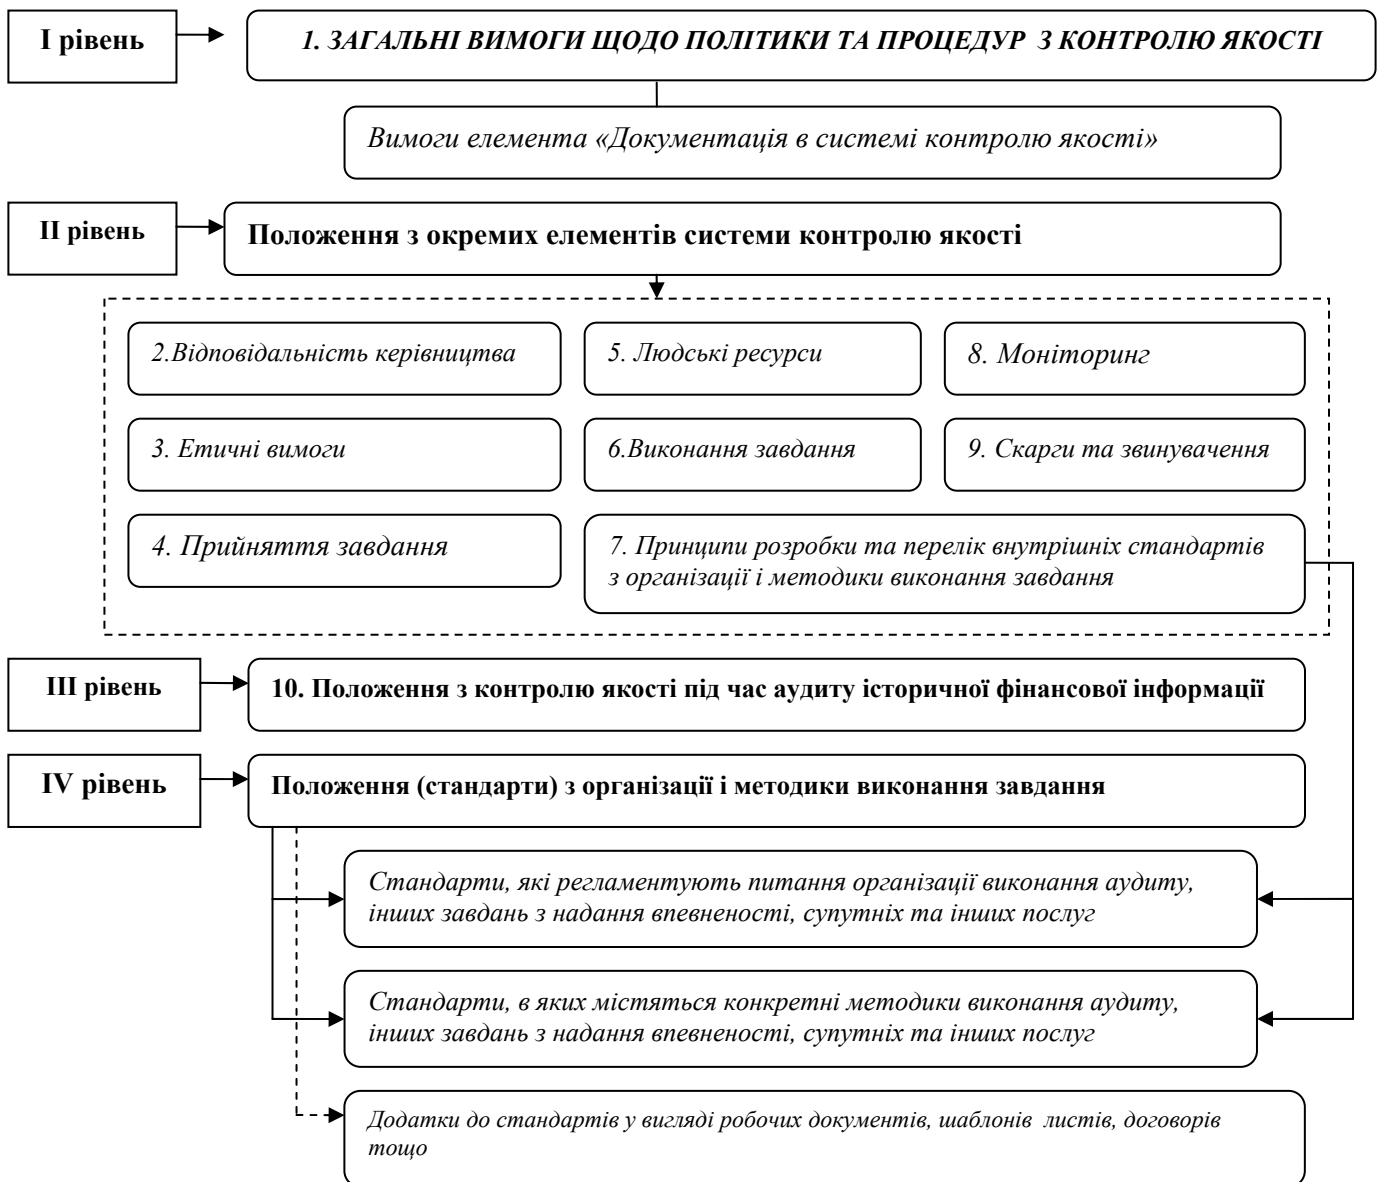 І рівень
1. ЗАГАЛЬНІ ВИМОГИ ЩОДО ПОЛІТИКИ ТА ПРОЦЕДУР З КОНТРОЛЮ ЯКОСТІ
Вимоги елемента «Документація в системі контролю якості»
ІІ рівень
Положення з окремих елементів системи контролю якості
2.Відповідальність керівництва
5. Людські ресурси
8. Моніторинг
3. Етичні вимоги
6.Виконання завдання
9. Скарги та звинувачення
4. Прийняття завдання
7. Принципи розробки та перелік внутрішніх стандартів
з організації і методики виконання завдання
ІІІ рівень
10. Положення з контролю якості під час аудиту історичної фінансової інформації
IV рівень
Положення (стандарти) з організації і методики виконання завдання
Стандарти, які регламентують питання організації виконання аудиту,
інших завдань з надання впевненості, супутніх та інших послуг
Стандарти, в яких містяться конкретні методики виконання аудиту,
інших завдань з надання впевненості, супутніх та інших послуг
Додатки до стандартів у вигляді робочих документів, шаблонів листів, договорів
тощо